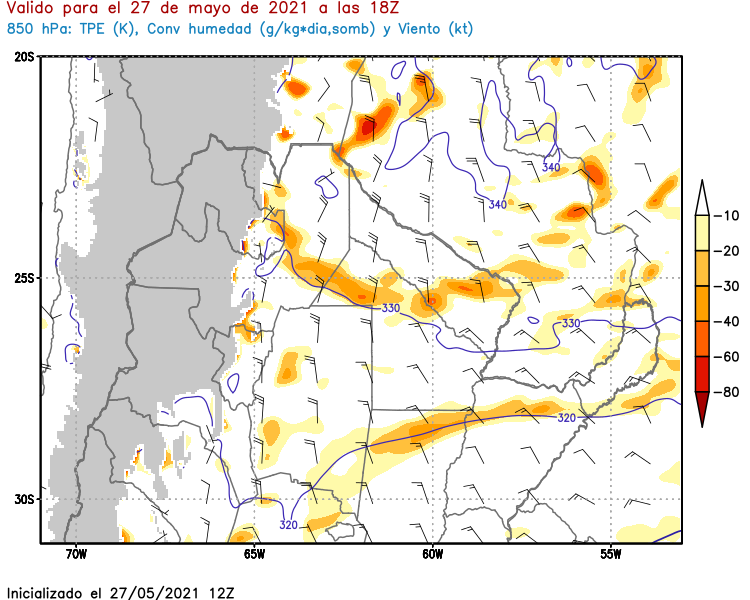 Valido para el 27 de mayo de 2021 a las 18Z
850 hPa: TPE (K), Conv humedad (g/kg*dia,somb) y Viento (kt)
20S
340
340
-10
-20
25S
-30
330
330
-40
-60
-80
320
30S
320
70W 65W 60W 55W
Inicializado el 27/05/2021 12Z